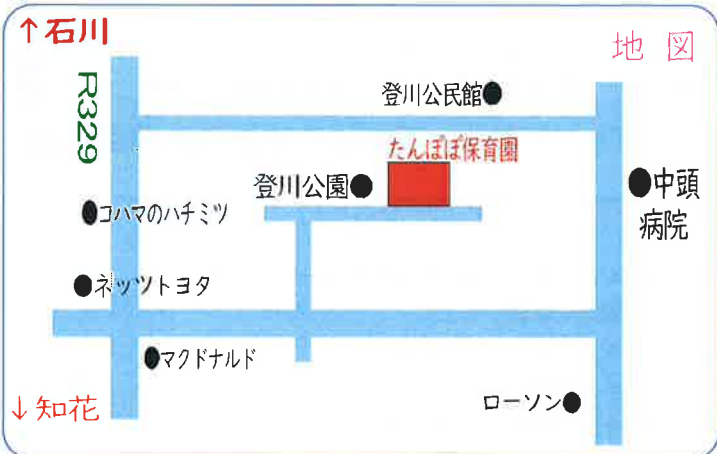 ↑石川
地図
R329
登川公民館●
たんぽぽ保育園
登川公園●
●中頭
病院
●コハマのハチミツ
●ネッツトヨタ
●マクドナルド
↓知花
ローソン●